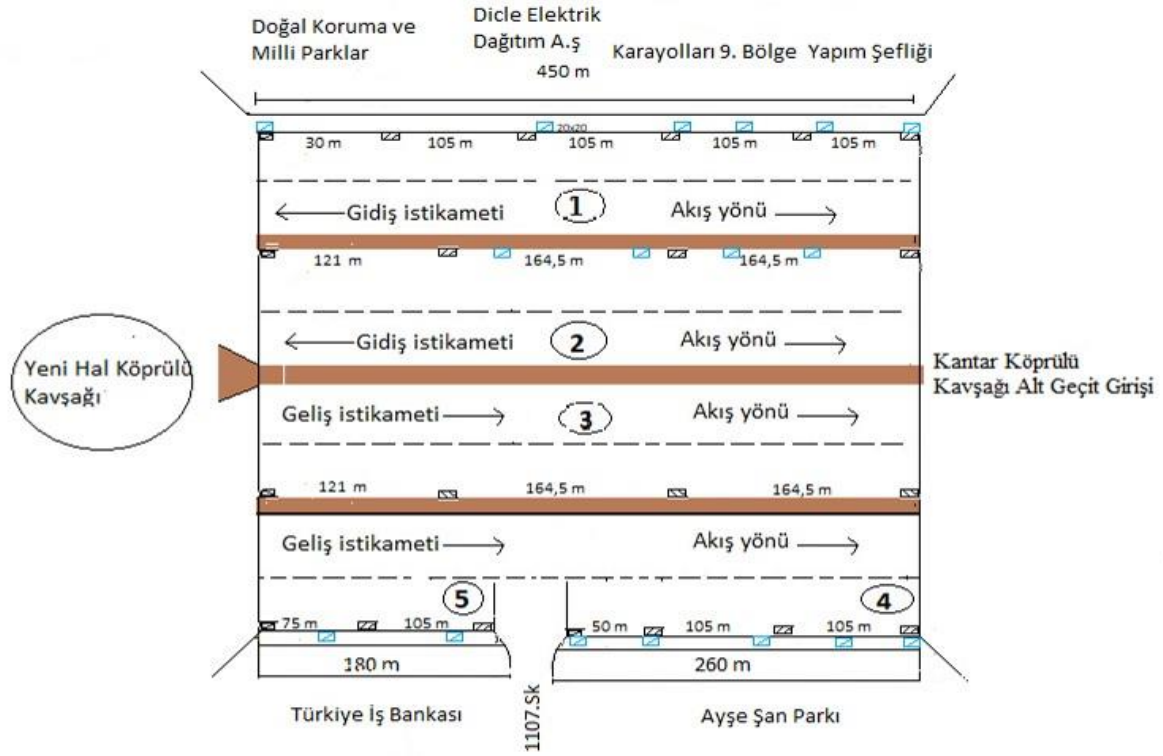 Doğal Koruma ve
Milli Parklar
Dicle Elektrik
Dağıtım A.ş
Karayolları 9. Bölge Yapım Şefliği
450 m
20x20
30 m
105 m
105 m
105 m
105 m
Gidiş istikameti
1
Akış yönü
121 m
164,5 m
164,5 m
Gidiş istikameti
2
Akış yönü
Yeni Hal Köprülü
Kavşağı
Kantar Köprülü
Kavşağı Alt Geçit Girişi
Geliş istikameti
3
Akış yönü
121 m
164,5 m
164,5 m
Geliş istikameti
Akış yönü
5
4
75 m
105 m
50 m
105 m
105 m
180 m
260 m
1107.Sk
Türkiye İş Bankası
Ayşe Şan Parkı